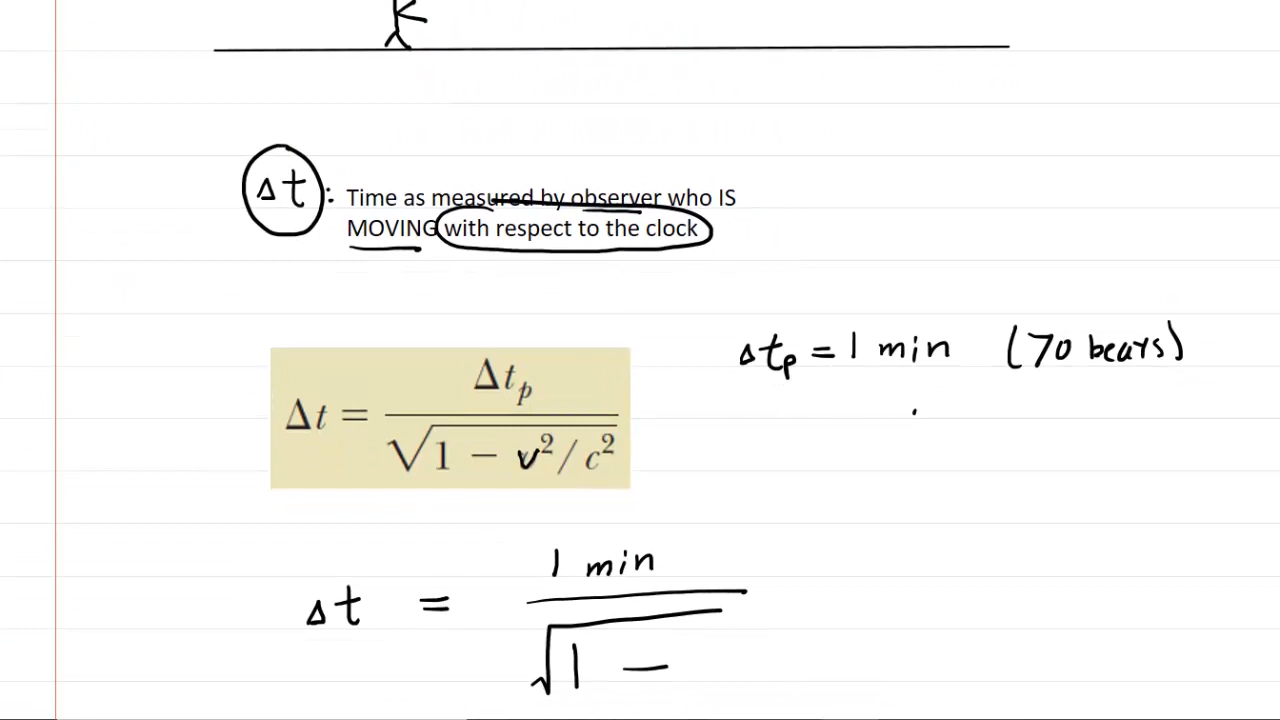 Δt : Time as measured by observer who IS
MOVING with respect to the clock
Δtp = 1 min (70 bears)
Δt = Δtp / √1 − v²/c²
Δt = 1 min / √1 −